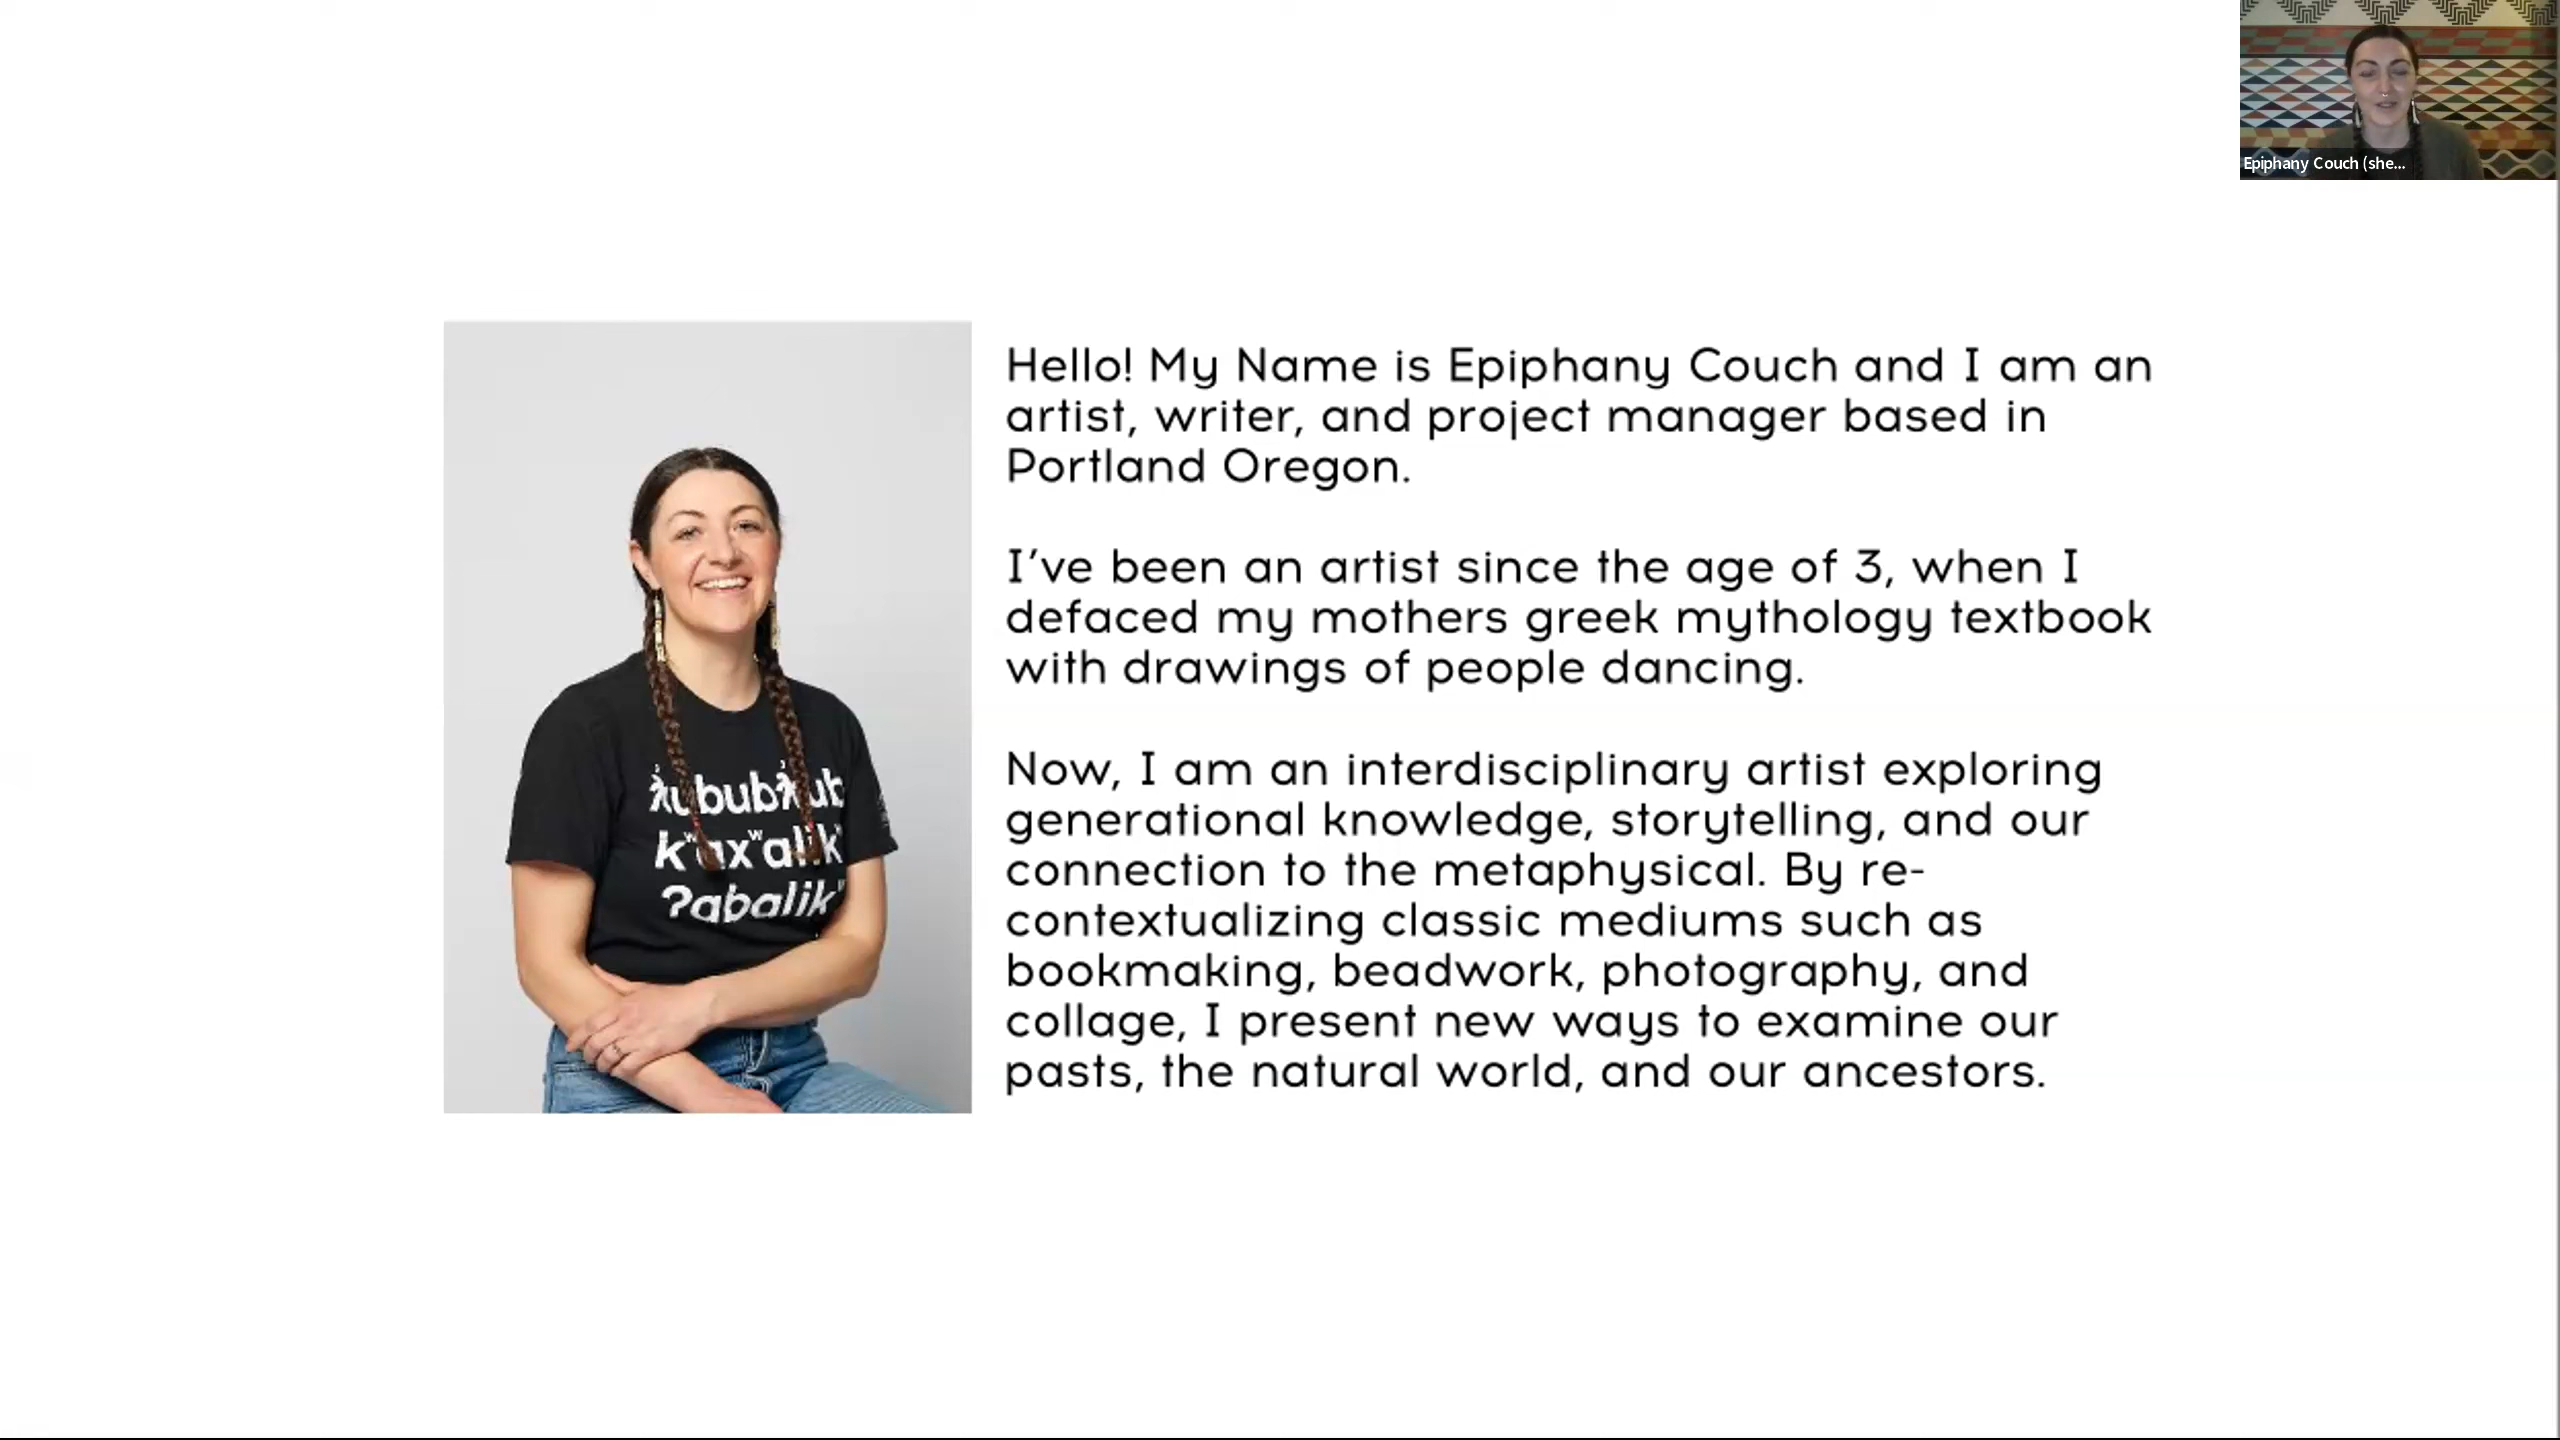 Epiphany Couch (she...
Hello! My Name is Epiphany Couch and I am an
artist, writer, and project manager based in
Portland Oregon.
I've been an artist since the age of 3, when I
defaced my mothers greek mythology textbook
with drawings of people dancing.
Now, I am an interdisciplinary artist exploring
generational knowledge, storytelling, and our
connection to the metaphysical. By re-
contextualizing classic mediums such as
bookmaking, beadwork, photography, and
collage, I present new ways to examine our
pasts, the natural world, and our ancestors.